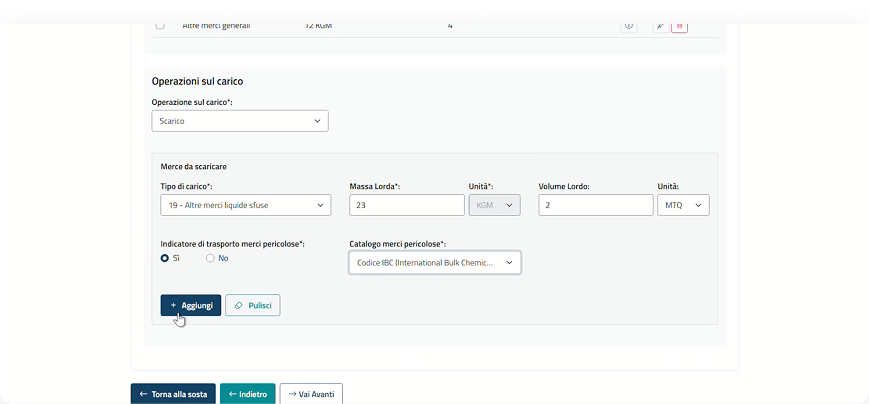 Altre merci generali 12 KGM 4
Operazioni sul carico
Operazione sul carico*:
Scarico
Merce da scaricare
Tipo di carico*: Massa Lorda*: Unità*: Volume Lordo: Unità:
19 - Altre merci liquide sfuse 23 KGM 2 MTQ
Indicatore di trasporto merci pericolose*: Catalogo merci pericolose*:
Sì No Codice IBC (International Bulk Chemic...
+ Aggiungi Pulisci
← Torna alla sosta ← Indietro → Vai Avanti